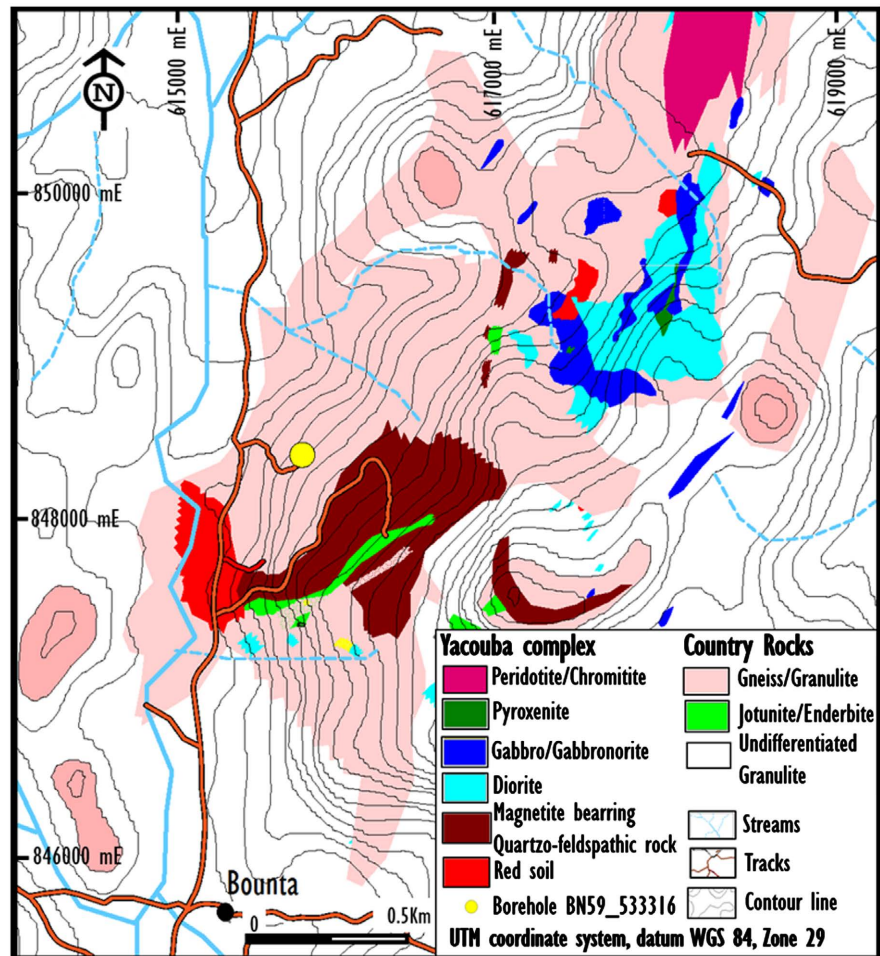 615000 mE
617000 mE
619000 mE
N
850000 mE
848000 mE
846000 mE
Bounta
0
0.5Km
Yacouba complex
Peridotite/Chromitite
Pyroxenite
Gabbro/Gabbronorite
Diorite
Magnetite bearring
Quartzo-feldspathic rock
Red soil
Borehole BN59_533316
Country Rocks
Gneiss/Granulite
Jotunite/Enderbite
Undifferentiated
Granulite
Streams
Tracks
Contour line
UTM coordinate system, datum WGS 84, Zone 29